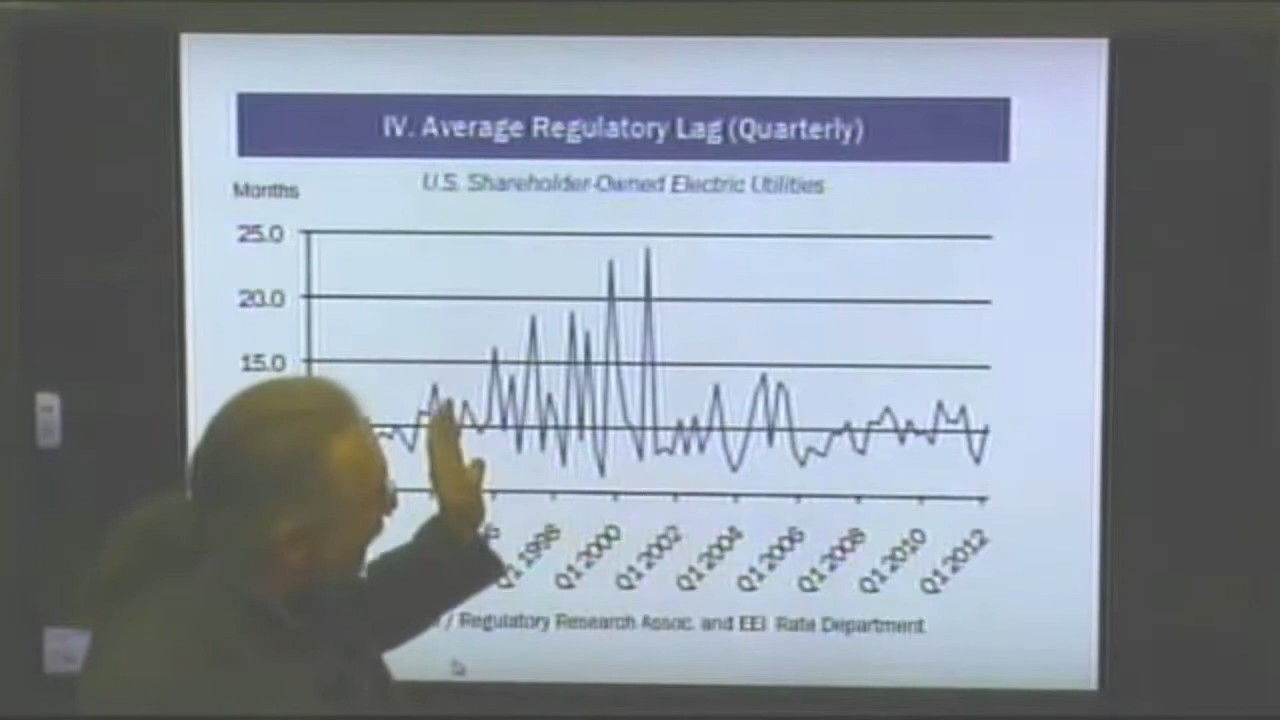 IV. Average Regulatory Lag (Quarterly)
U.S. Shareholder-Owned Electric Utilities
Months
25.0
20.0
15.0
Q1 1998
Q1 2000
Q1 2002
Q1 2004
Q1 2006
Q1 2008
Q1 2010
Q1 2012
/ Regulatory Research Assoc. and EEI Rate Department